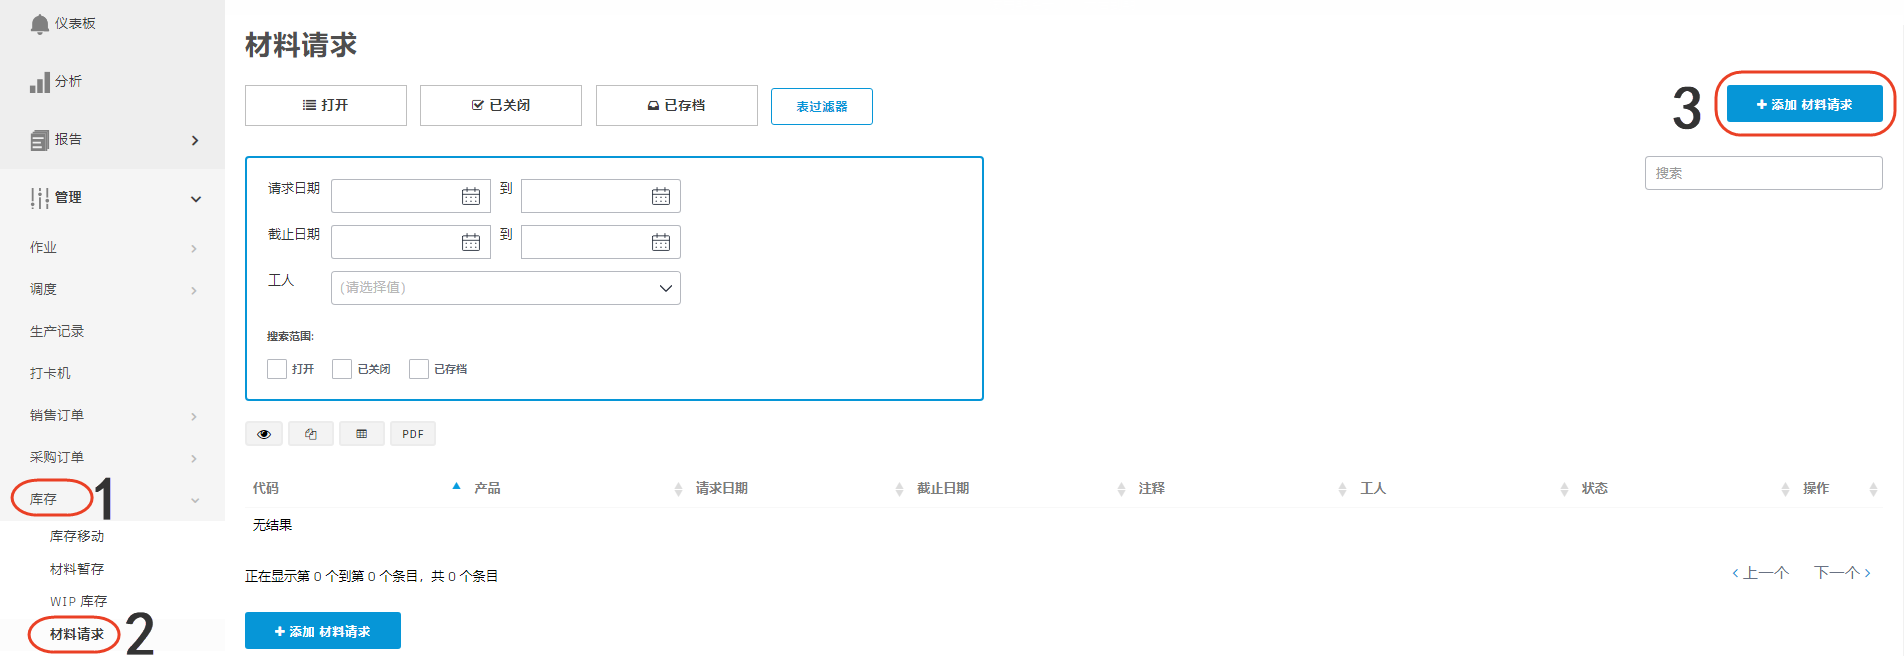 仪表板
分析
报告
管理
作业
调度
生产记录
打卡机
销售订单
采购订单
库存
1
库存移动
材料暂存
WIP 库存
材料请求
2
材料请求
打开
已关闭
已存档
表过滤器
3
添加 材料请求
搜索
请求日期
到
截止日期
到
工人
(请选择值)
搜索范围:
打开
已关闭
已存档
PDF
代码 产品 请求日期 截止日期 注释 工人 状态 操作
无结果
正在显示第 0 个到第 0 个条目，共 0 个条目
上一个 下一个
添加 材料请求